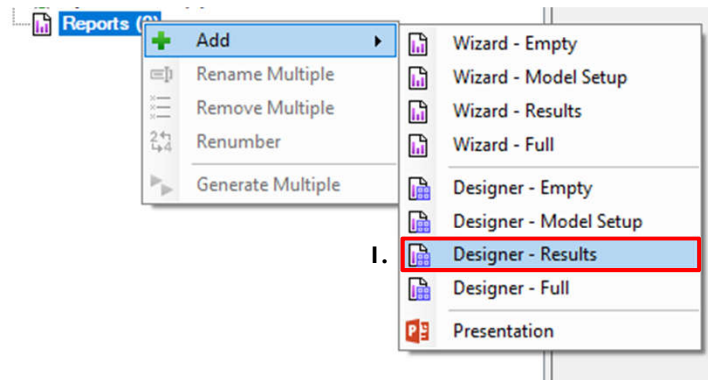 Reports (0)
Add
Rename Multiple
Remove Multiple
Renumber
Generate Multiple
Wizard - Empty
Wizard - Model Setup
Wizard - Results
Wizard - Full
Designer - Empty
Designer - Model Setup
1. Designer - Results
Designer - Full
Presentation